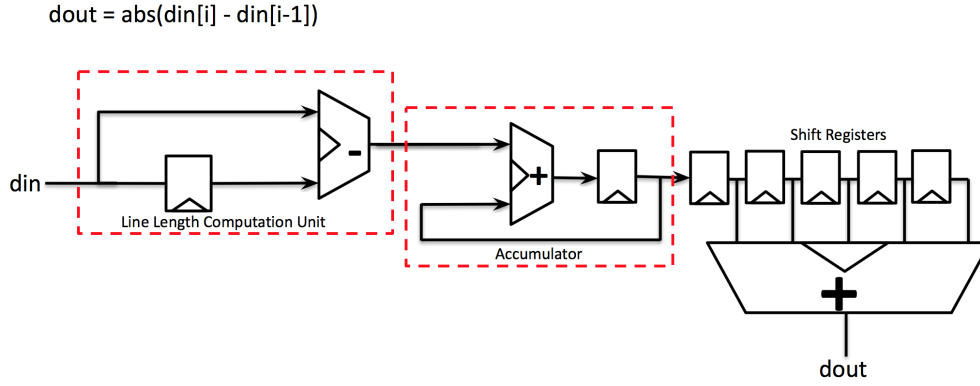 dout = abs(din[i] - din[i-1])
Shift Registers
-
+
din
Line Length Computation Unit
Accumulator
+
dout